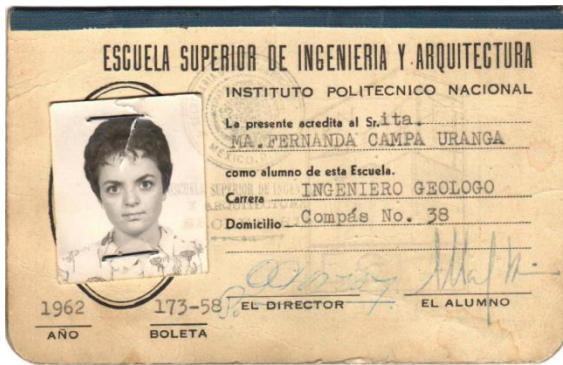 ESCUELA SUPERIOR DE INGENIERIA Y ARQUITECTURA
INSTITUTO POLITECNICO NACIONAL
La presente acredita al Sr.ita.
MA. FERNANDA CAMPA URANGA
como alumno de esta Escuela.
Carrera INGENIERO GEOLOGO
Domicilio Compás No. 38
1962 173-58 EL DIRECTOR EL ALUMNO
AÑO BOLETA